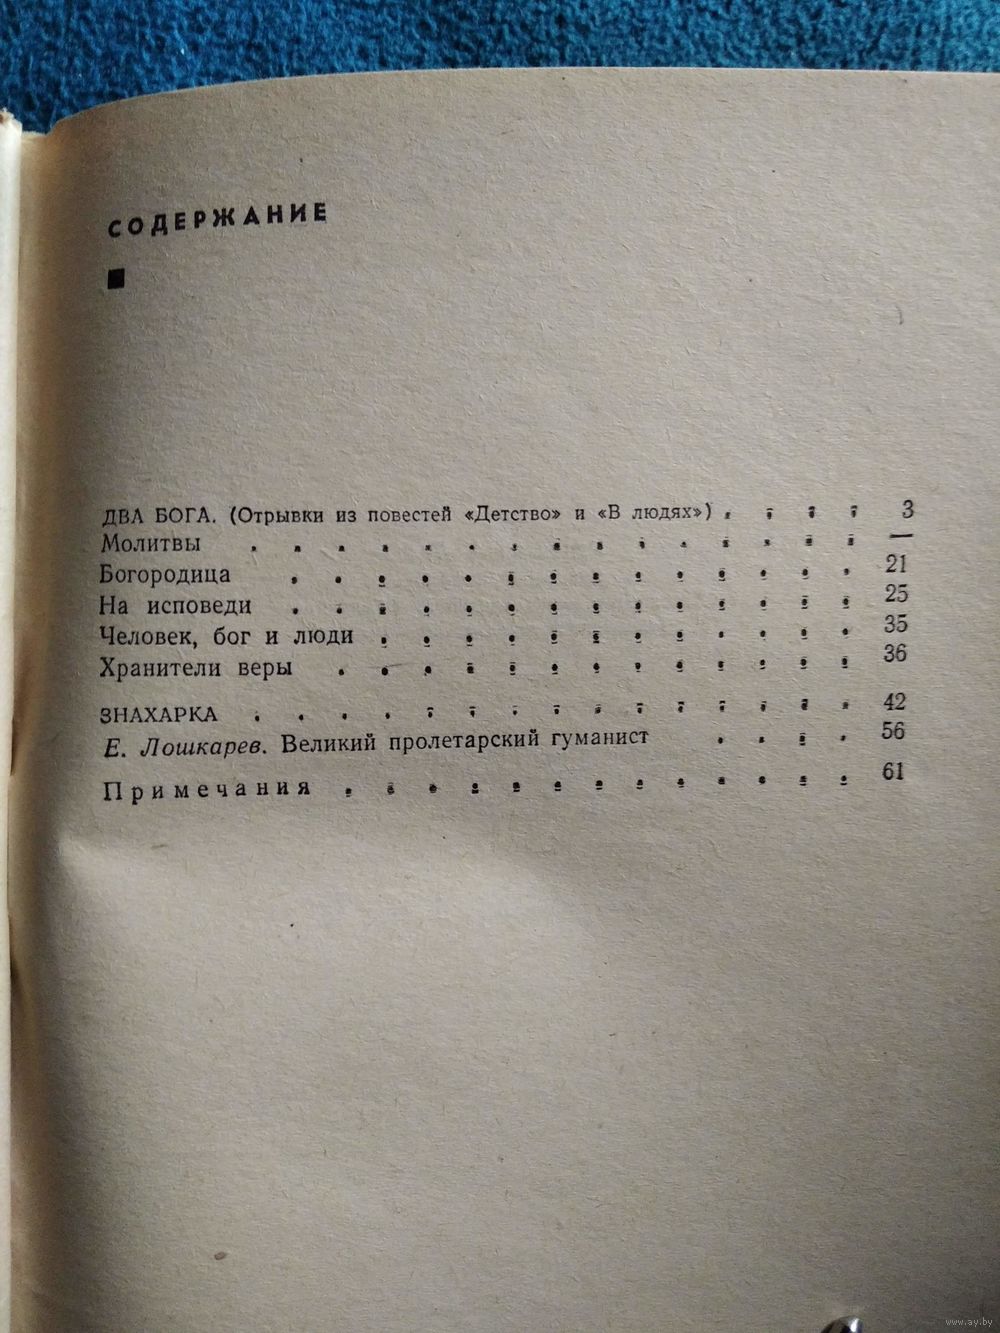 СОДЕРЖАНИЕ
ДВА БОГА. (Отрывки из повестей «Детство» и «В людях») . . . . 3
Молитвы . . . . . . . . . . . . . . . —
Богородица . . . . . . . . . . . . . . 21
На исповеди . . . . . . . . . . . . . . 25
Человек, бог и люди . . . . . . . . . . . . 35
Хранители веры . . . . . . . . . . . . . 36
ЗНАХАРКА . . . . . . . . . . . . . . . 42
Е. Лошкарев. Великий пролетарский гуманист . . . . 56
Примечания . . . . . . . . . . . . . 61
www.ay.by